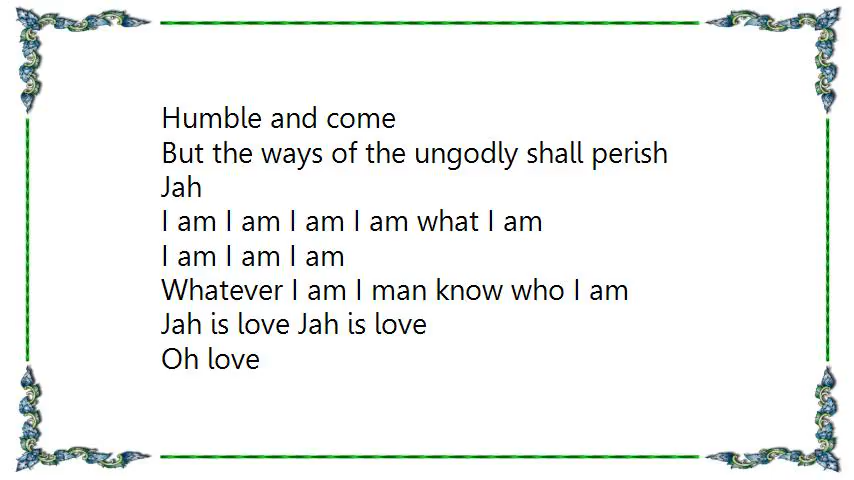 Humble and come
But the ways of the ungodly shall perish
Jah
I am I am I am I am what I am
I am I am I am
Whatever I am I man know who I am
Jah is love Jah is love
Oh love